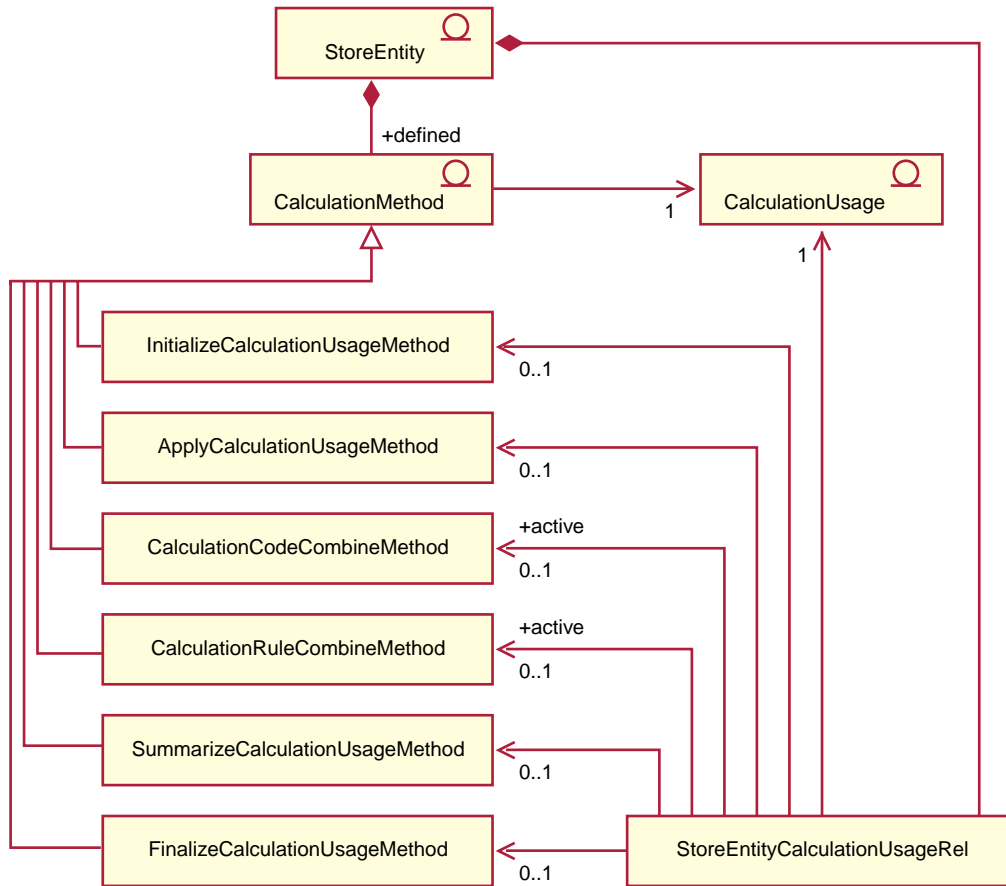 StoreEntity
+defined
CalculationMethod
1
CalculationUsage
1
InitializeCalculationUsageMethod
0..1
ApplyCalculationUsageMethod
0..1
+active
CalculationCodeCombineMethod
0..1
+active
CalculationRuleCombineMethod
0..1
SummarizeCalculationUsageMethod
0..1
FinalizeCalculationUsageMethod
0..1
StoreEntityCalculationUsageRel